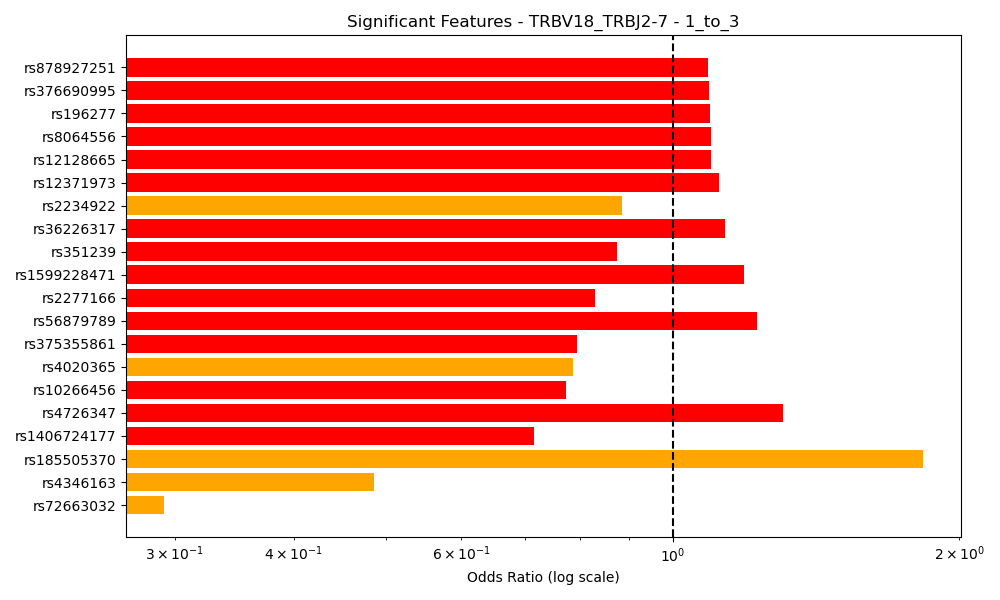 Significant Features - TRBV18_TRBJ2-7 - 1_to_3
rs878927251
rs376690995
rs196277
rs8064556
rs12128665
rs12371973
rs2234922
rs36226317
rs351239
rs1599228471
rs2277166
rs56879789
rs375355861
rs4020365
rs10266456
rs4726347
rs1406724177
rs185505370
rs4346163
rs72663032
3 × 10⁻¹ 4 × 10⁻¹ 6 × 10⁻¹ 10⁰ 2 × 10⁰
Odds Ratio (log scale)